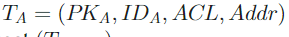 T_A = (PK_A, ID_A, ACL, Addr)